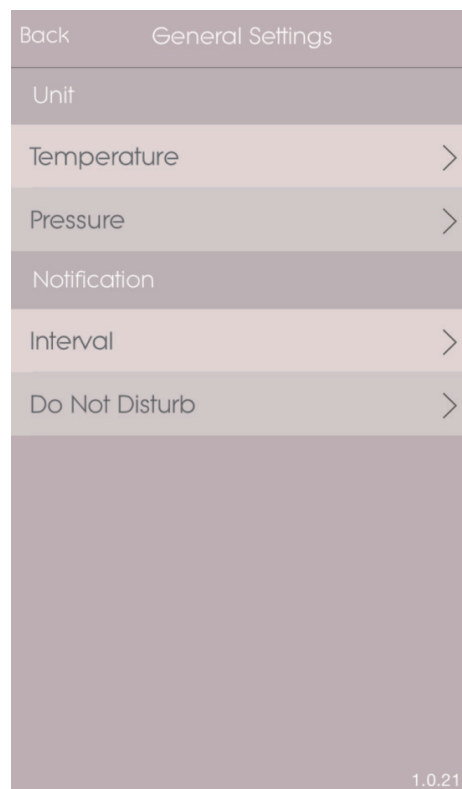 Back General Settings
Unit
Temperature
Pressure
Notification
Interval
Do Not Disturb
1.0.21